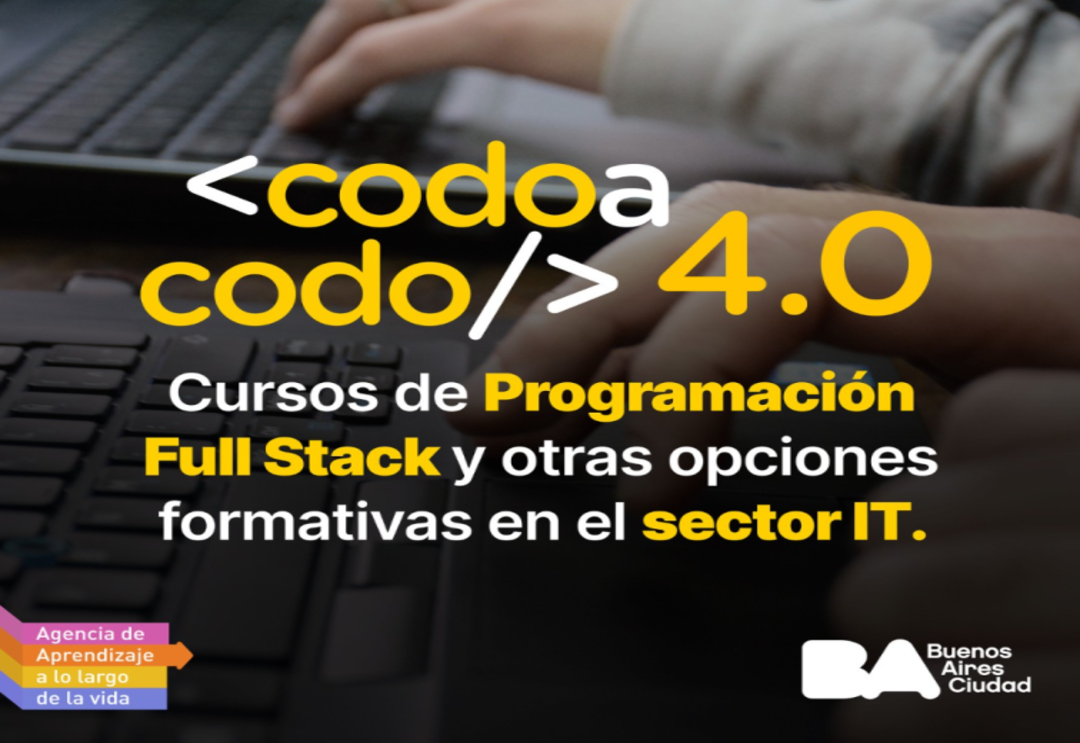 <codoa
codo/> 4.0
Cursos de Programación
Full Stack y otras opciones
formativas en el sector IT.
Agencia de
Aprendizaje
a lo largo
de la vida
BA
Buenos
Aires
Ciudad